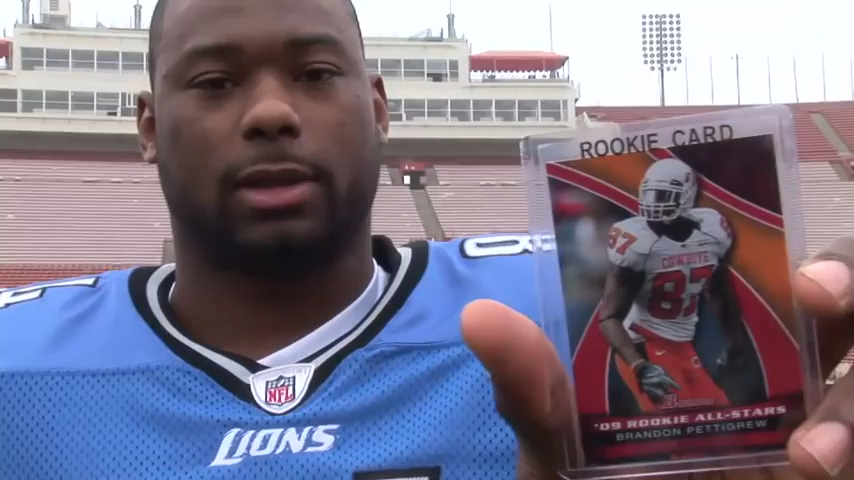 ROOKIE CARD
87
COWBOYS
87
'09 ROOKIE ALL-STARS
BRANDON PETTIGREW
NFL
LIONS